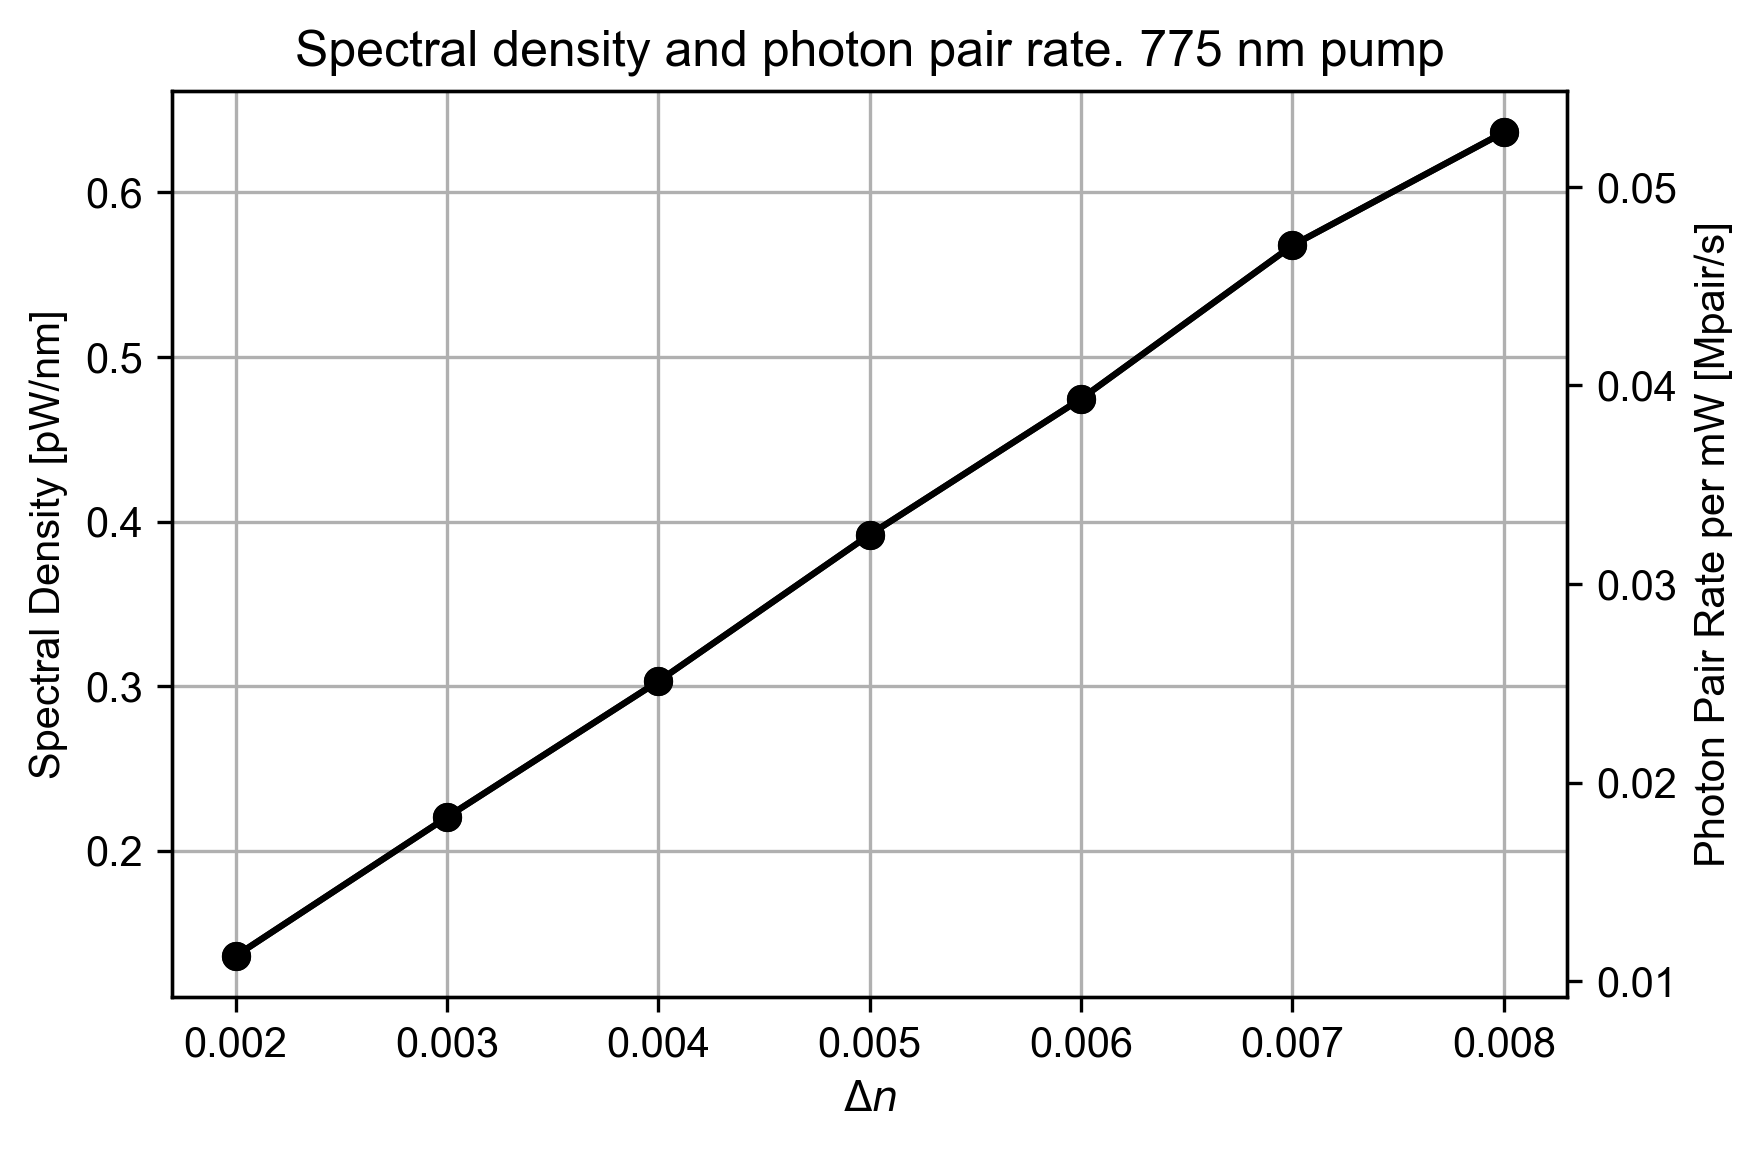 Spectral density and photon pair rate. 775 nm pump
Spectral Density [pW/nm]
0.6
0.5
0.4
0.3
0.2
0.05
0.04
0.03
0.02
0.01
Photon Pair Rate per mW [Mpair/s]
0.002 0.003 0.004 0.005 0.006 0.007 0.008
Δn